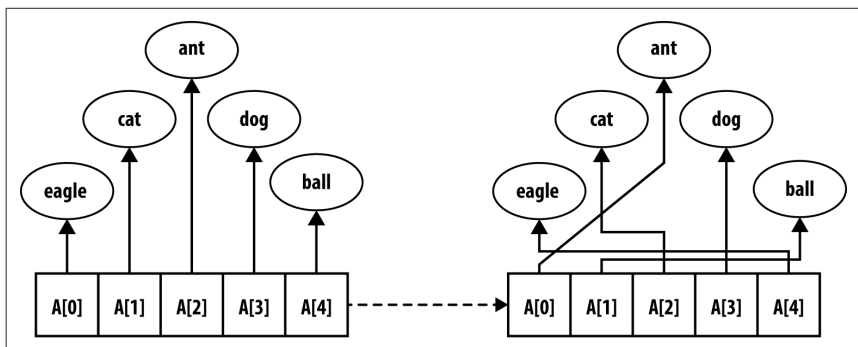 ant
cat
dog
eagle
ball
A[0] A[1] A[2] A[3] A[4]
ant
cat
dog
eagle
ball
A[0] A[1] A[2] A[3] A[4]